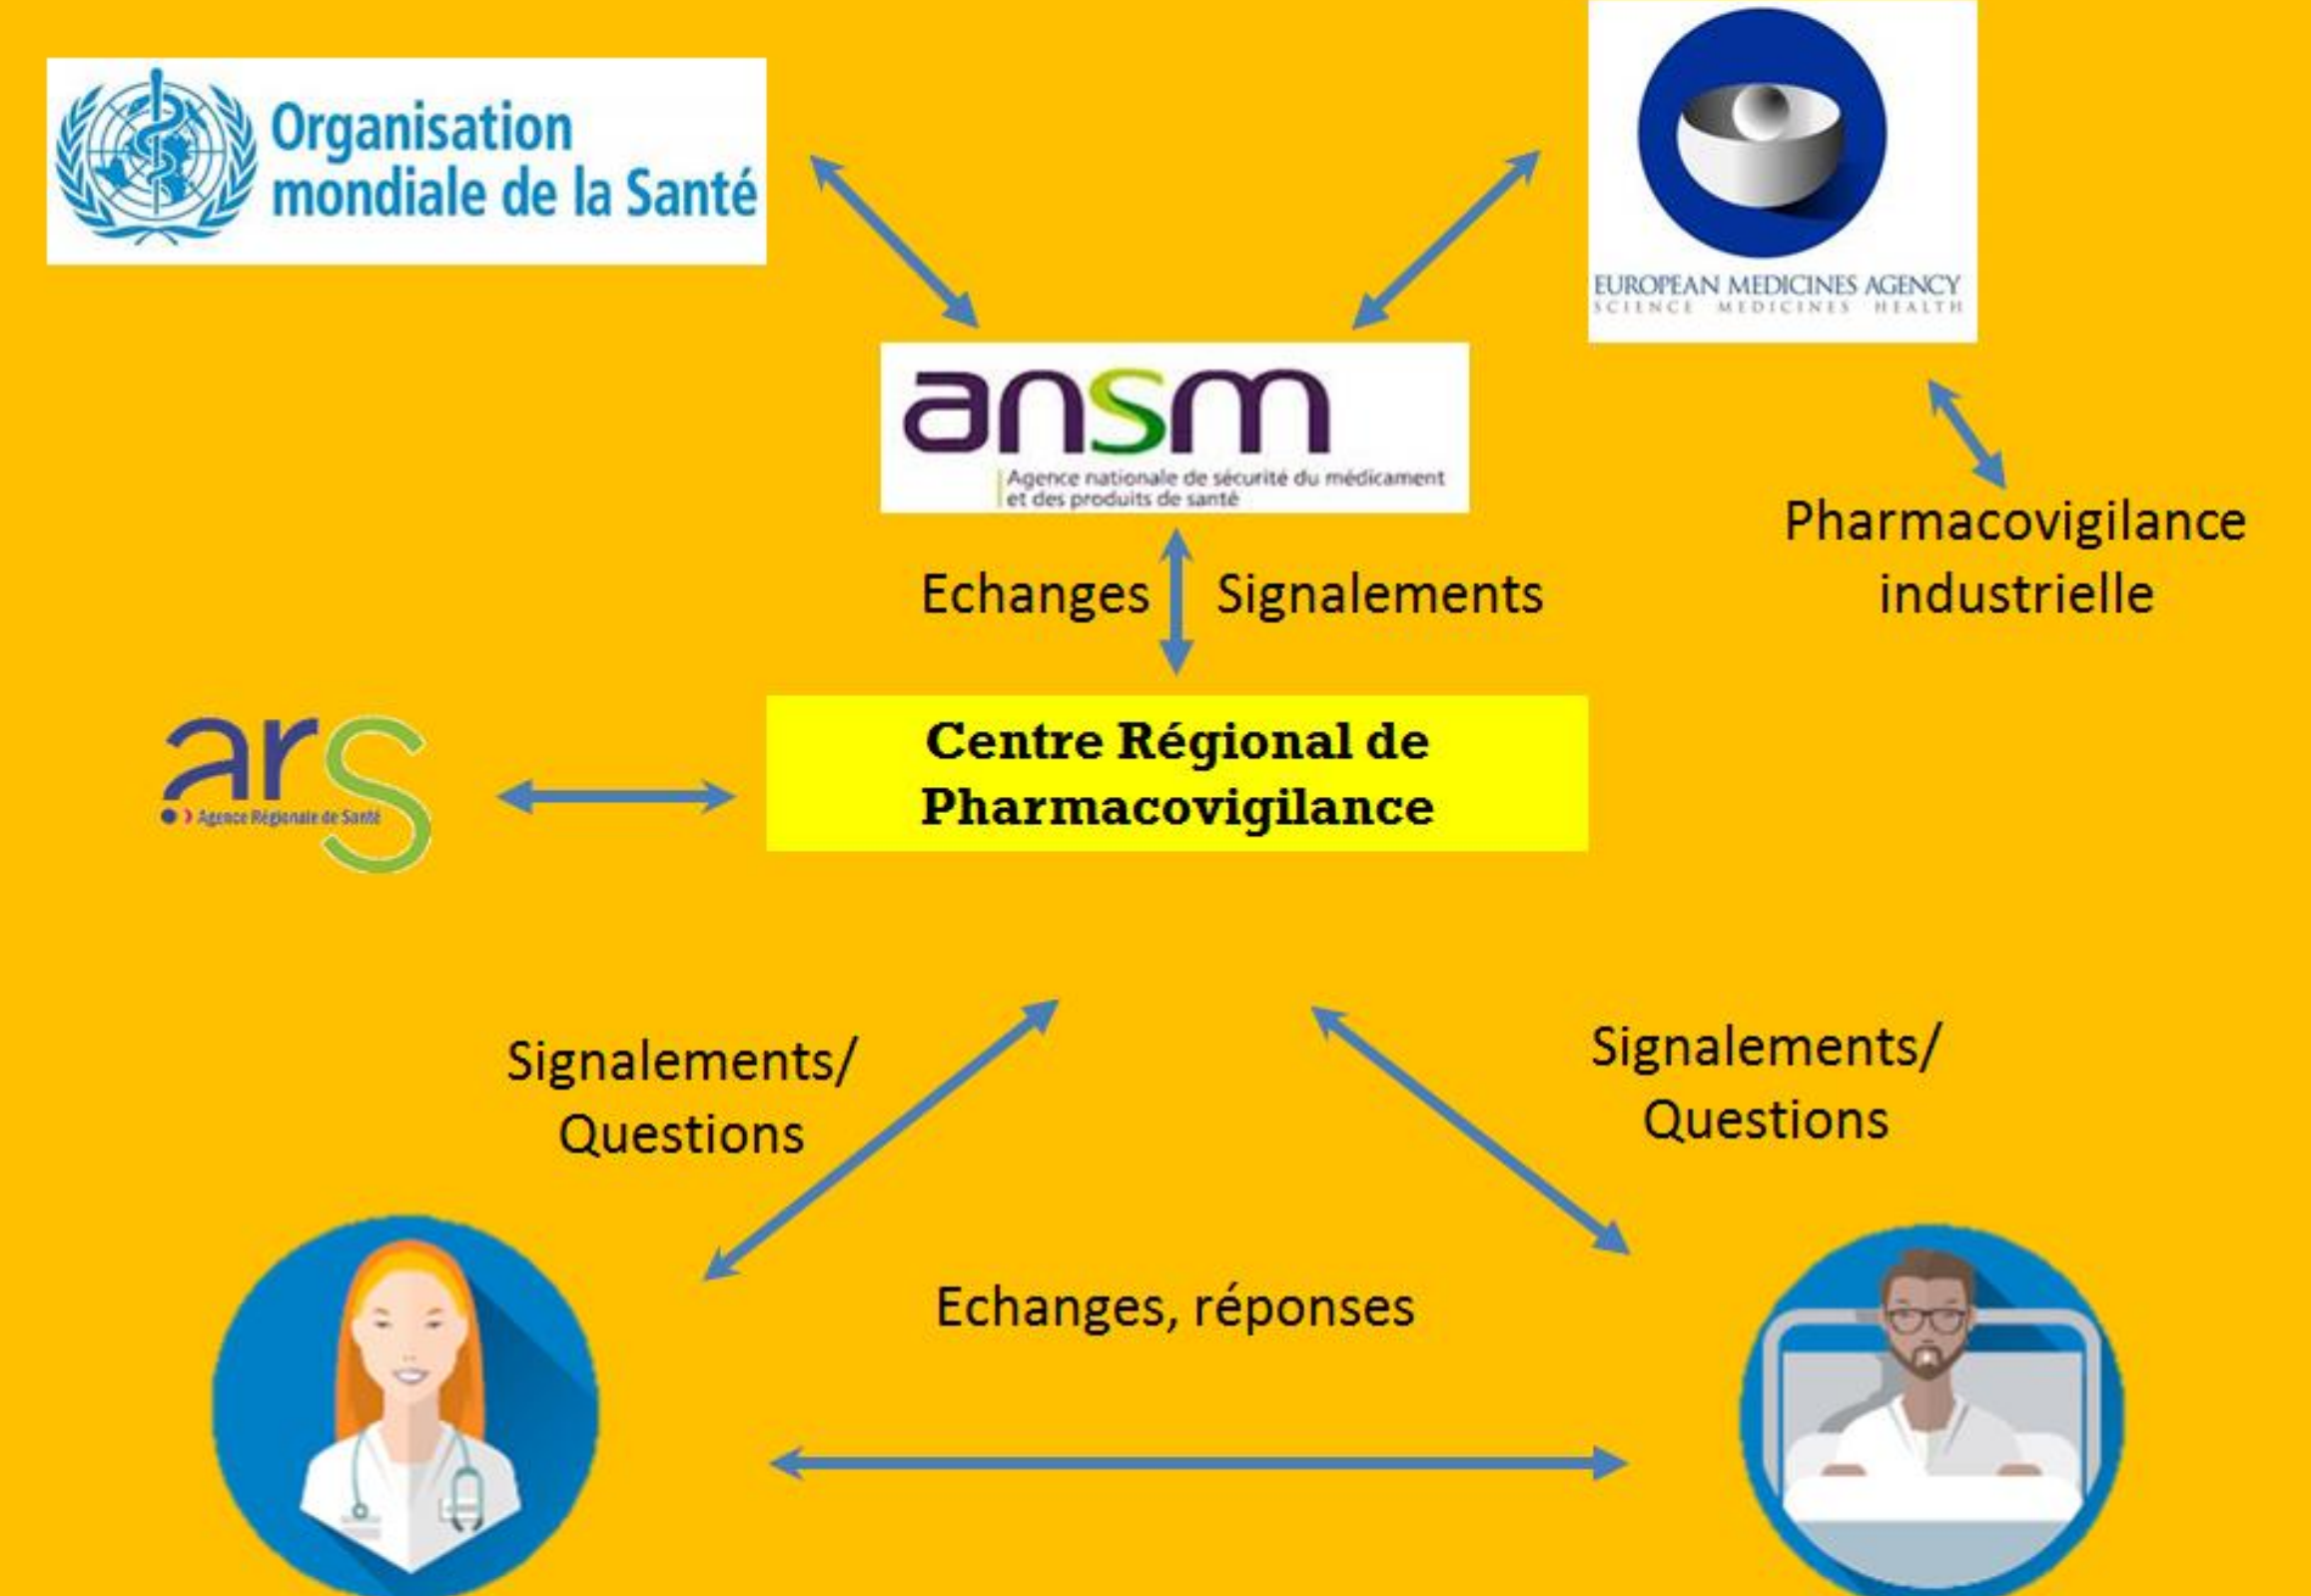 Organisation
mondiale de la Santé
EUROPEAN MEDICINES AGENCY
SCIENCE MEDICINES HEALTH
ansm
Agence nationale de sécurité du médicament
et des produits de santé
Pharmacovigilance
industrielle
Echanges Signalements
ars
Agence Régionale de Santé
Centre Régional de
Pharmacovigilance
Signalements/
Questions
Signalements/
Questions
Echanges, réponses